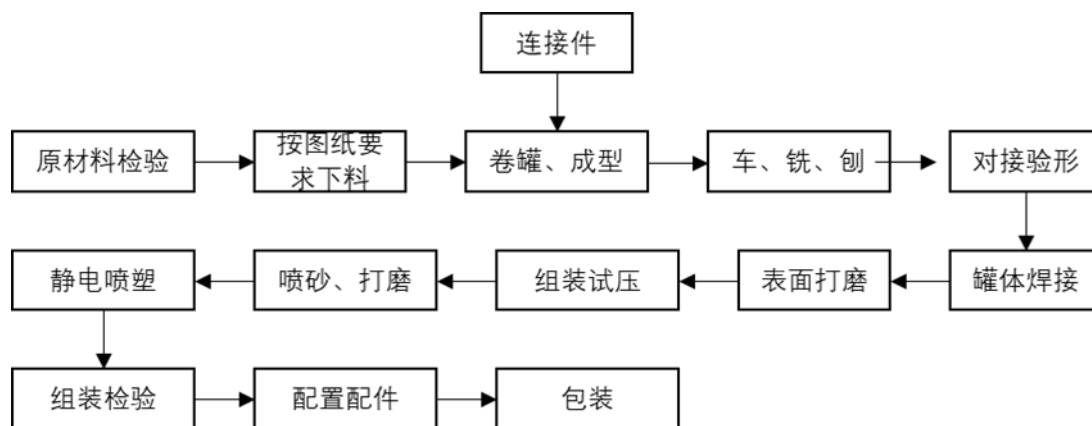 连接件
原材料检验
按图纸要
求下料
卷罐、成型
车、铣、刨
对接验形
罐体焊接
表面打磨
组装试压
喷砂、打磨
静电喷塑
组装检验
配置配件
包装